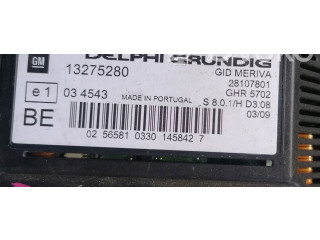 DELPHI GRUNDIG
GM
13275280
GID MERIVA
28107801
e1
03 4543
GHR 5702
MADE IN PORTUGAL
S 8.0,1/H D3.08
03/09
BE
02 56581 0330 145842 7